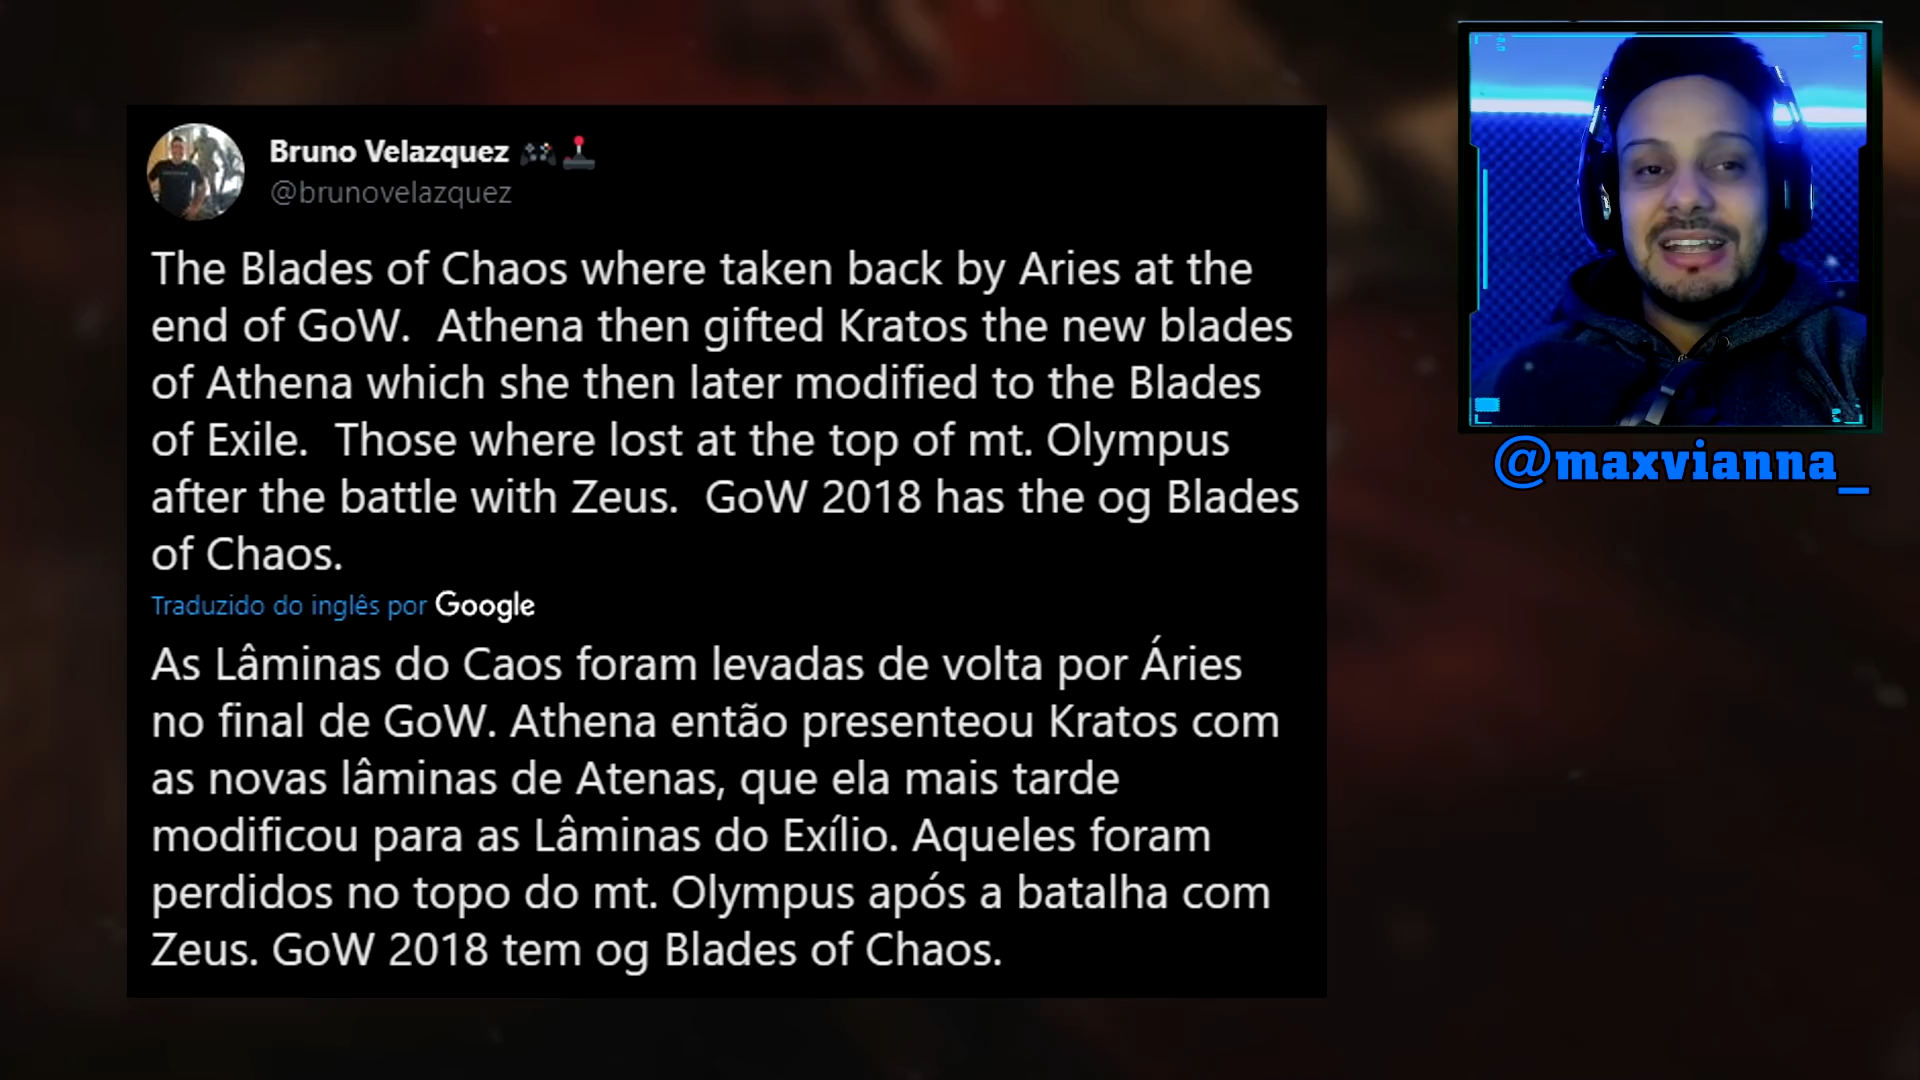 Bruno Velazquez 🎮🕹️
@brunovelazquez
The Blades of Chaos where taken back by Aries at the
end of GoW.  Athena then gifted Kratos the new blades
of Athena which she then later modified to the Blades
of Exile.  Those where lost at the top of mt. Olympus
after the battle with Zeus.  GoW 2018 has the og Blades
of Chaos.
Traduzido do inglês por Google
As Lâminas do Caos foram levadas de volta por Áries
no final de GoW. Athena então presenteou Kratos com
as novas lâminas de Atenas, que ela mais tarde
modificou para as Lâminas do Exílio. Aqueles foram
perdidos no topo do mt. Olympus após a batalha com
Zeus. GoW 2018 tem og Blades of Chaos.
@maxvianna_